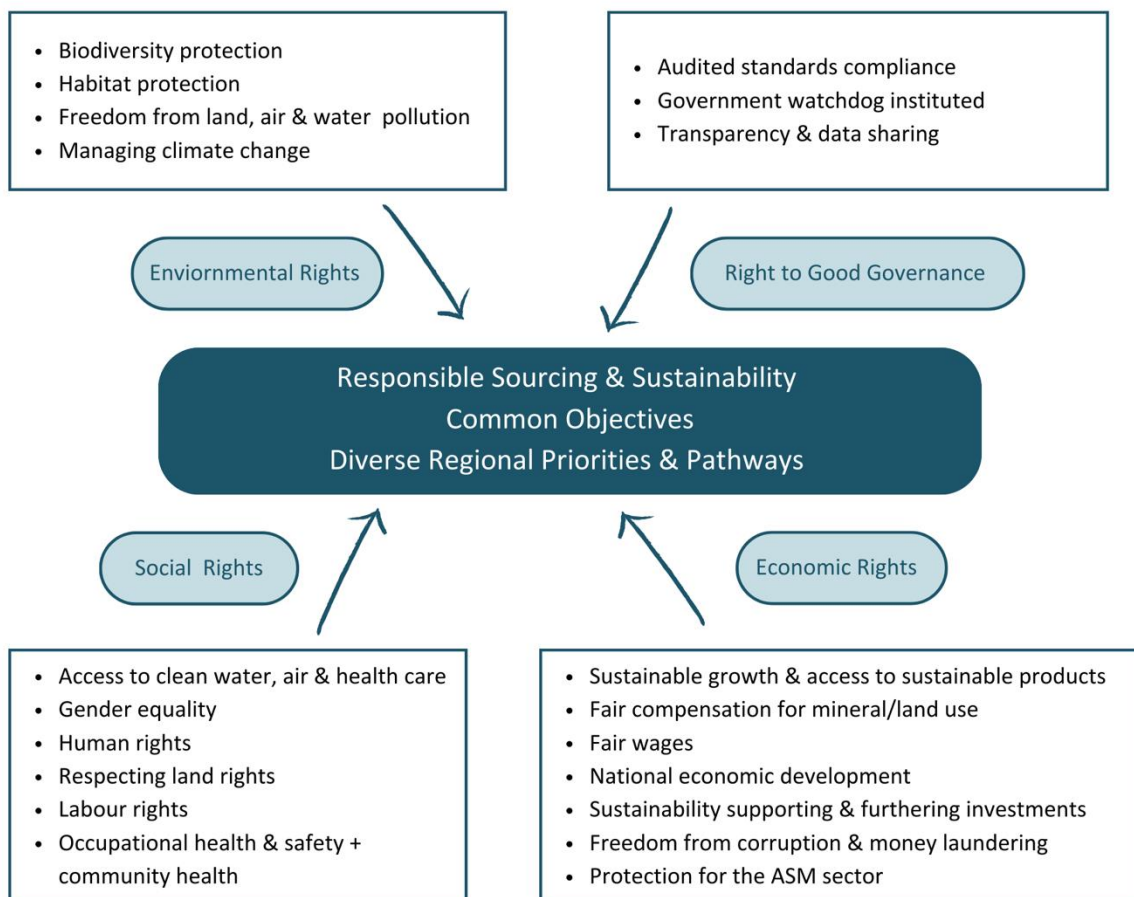 • Biodiversity protection
• Habitat protection
• Freedom from land, air & water pollution
• Managing climate change
• Audited standards compliance
• Government watchdog instituted
• Transparency & data sharing
Enviornmental Rights
Right to Good Governance
Responsible Sourcing & Sustainability
Common Objectives
Diverse Regional Priorities & Pathways
Social Rights
Economic Rights
• Access to clean water, air & health care
• Gender equality
• Human rights
• Respecting land rights
• Labour rights
• Occupational health & safety +
community health
• Sustainable growth & access to sustainable products
• Fair compensation for mineral/land use
• Fair wages
• National economic development
• Sustainability supporting & furthering investments
• Freedom from corruption & money laundering
• Protection for the ASM sector